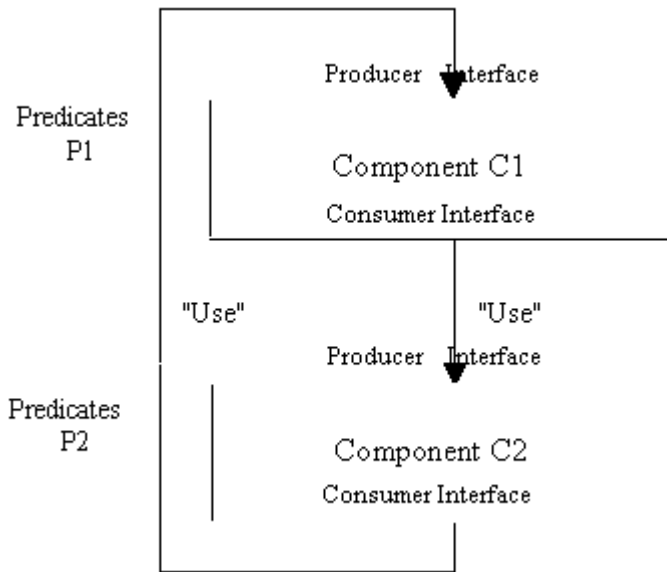 Producer Interface
Predicates
P1
Component C1
Consumer Interface
"Use" "Use"
Producer Interface
Predicates
P2
Component C2
Consumer Interface